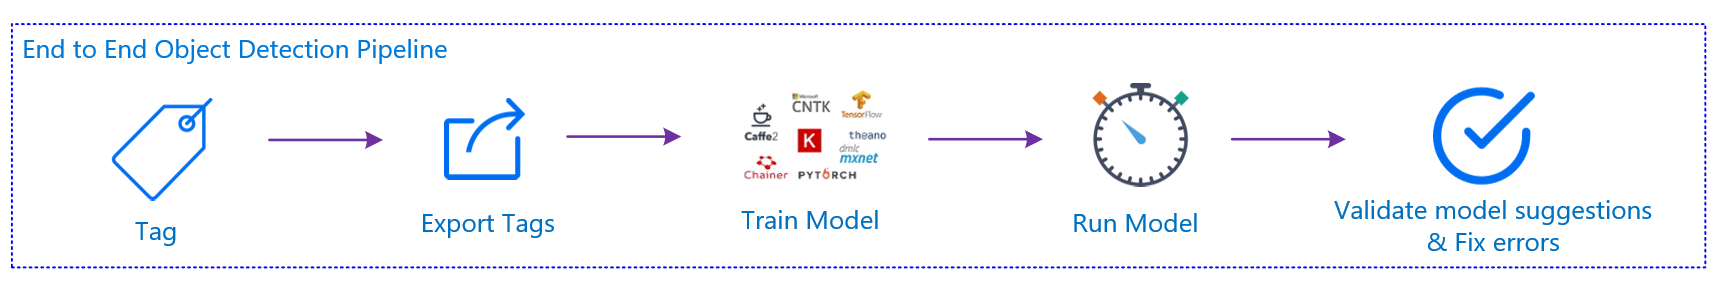 End to End Object Detection Pipeline
Microsoft
CNTK
TensorFlow
Caffe2
K
theano
dmlc
mxnet
Chainer
PYTORCH
Tag
Export Tags
Train Model
Run Model
Validate model suggestions
& Fix errors